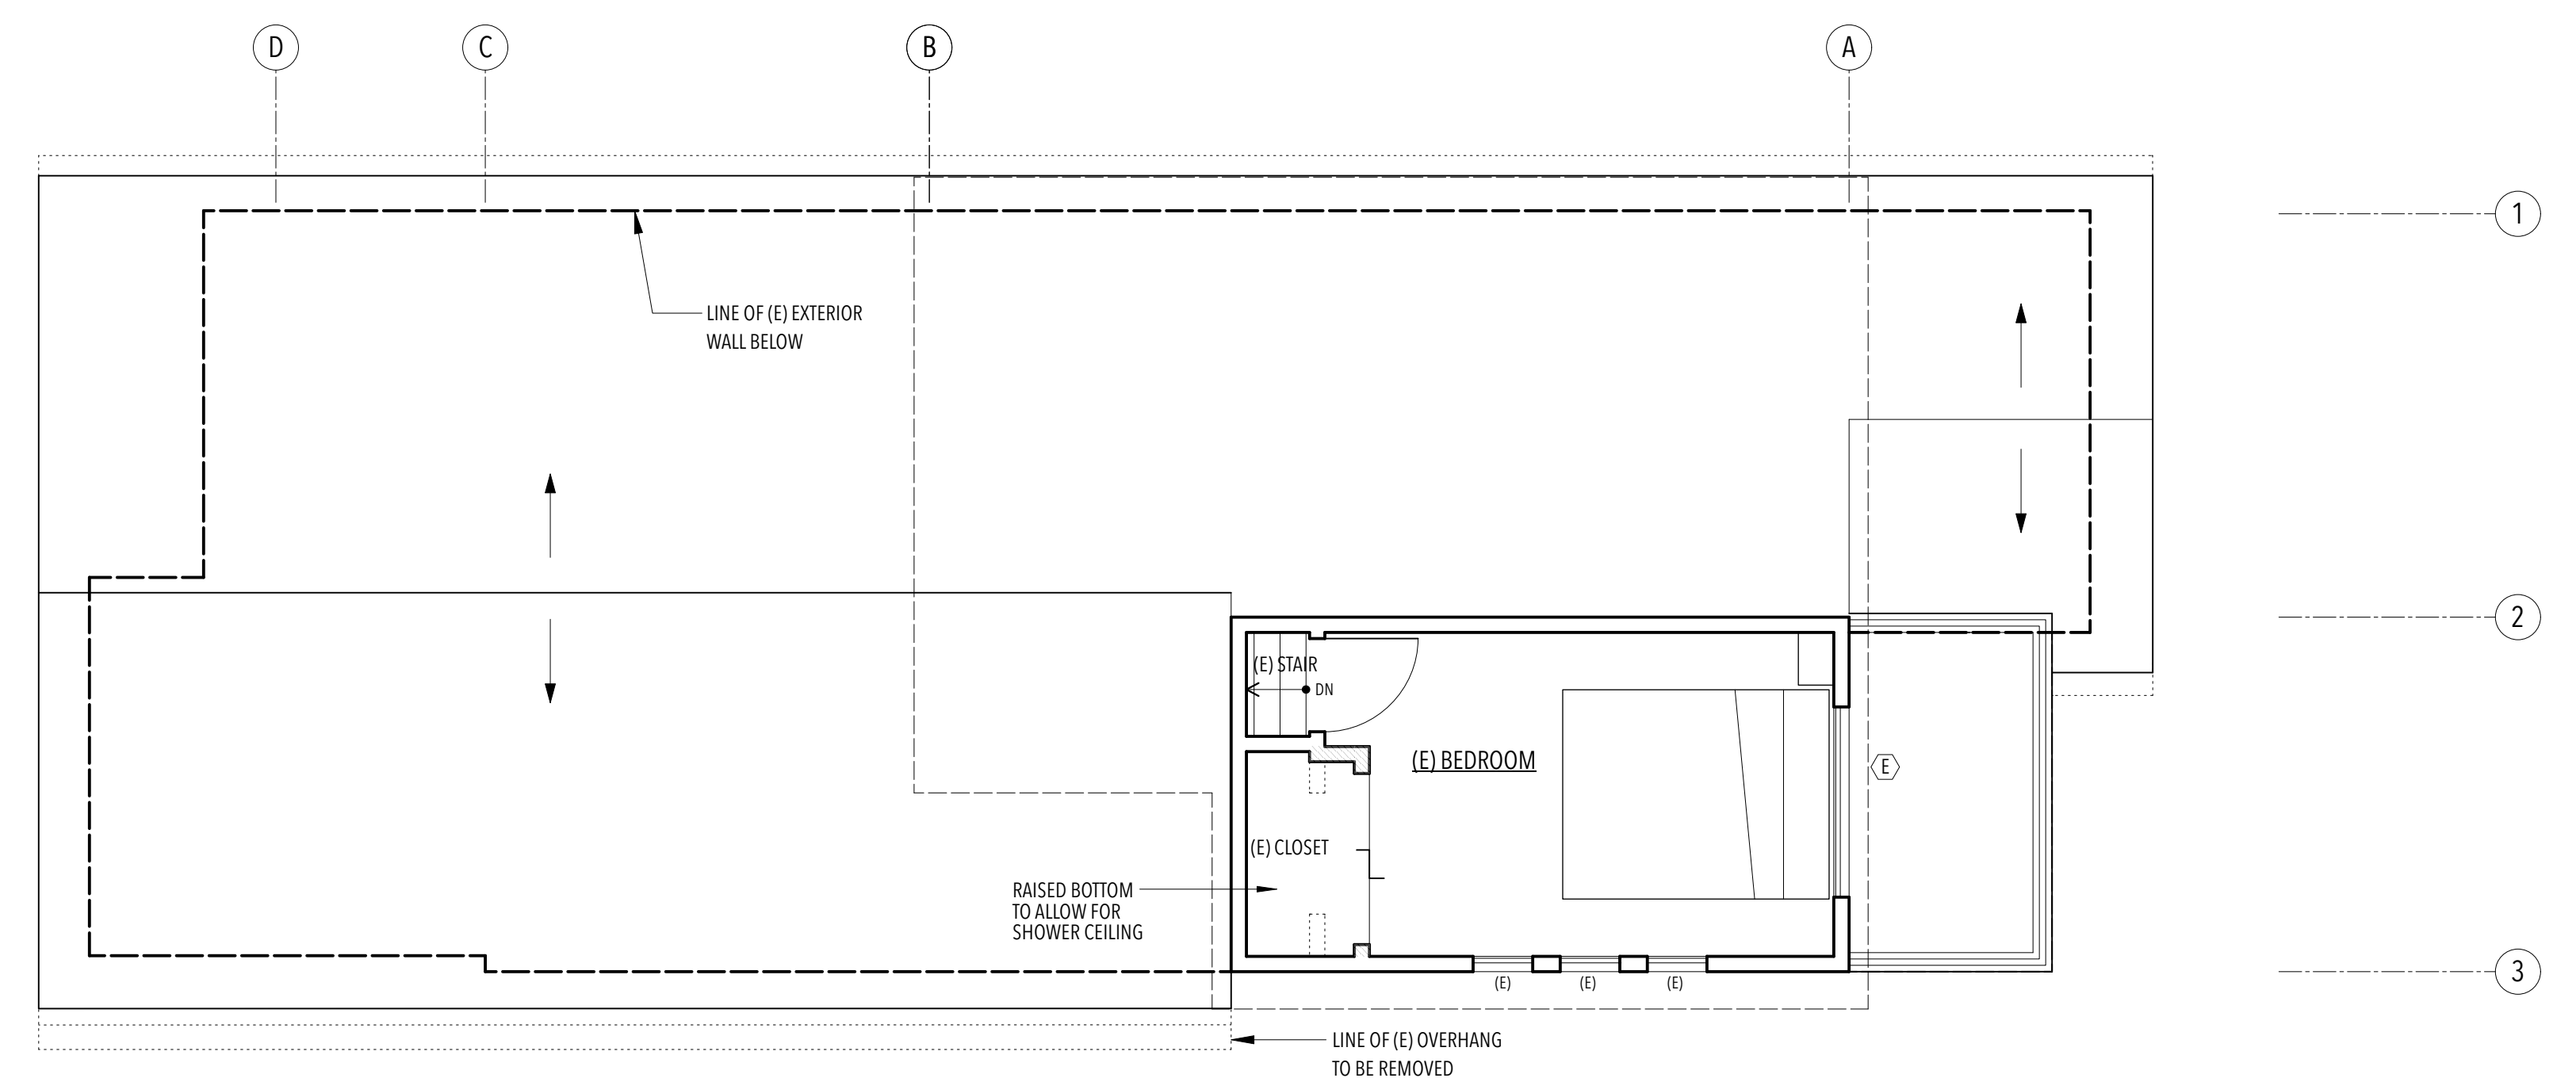 D
C
B
A
1
LINE OF (E) EXTERIOR
WALL BELOW
2
(E) STAIR
DN
(E) BEDROOM
E
(E) CLOSET
RAISED BOTTOM
TO ALLOW FOR
SHOWER CEILING
3
(E)
(E)
(E)
LINE OF (E) OVERHANG
TO BE REMOVED